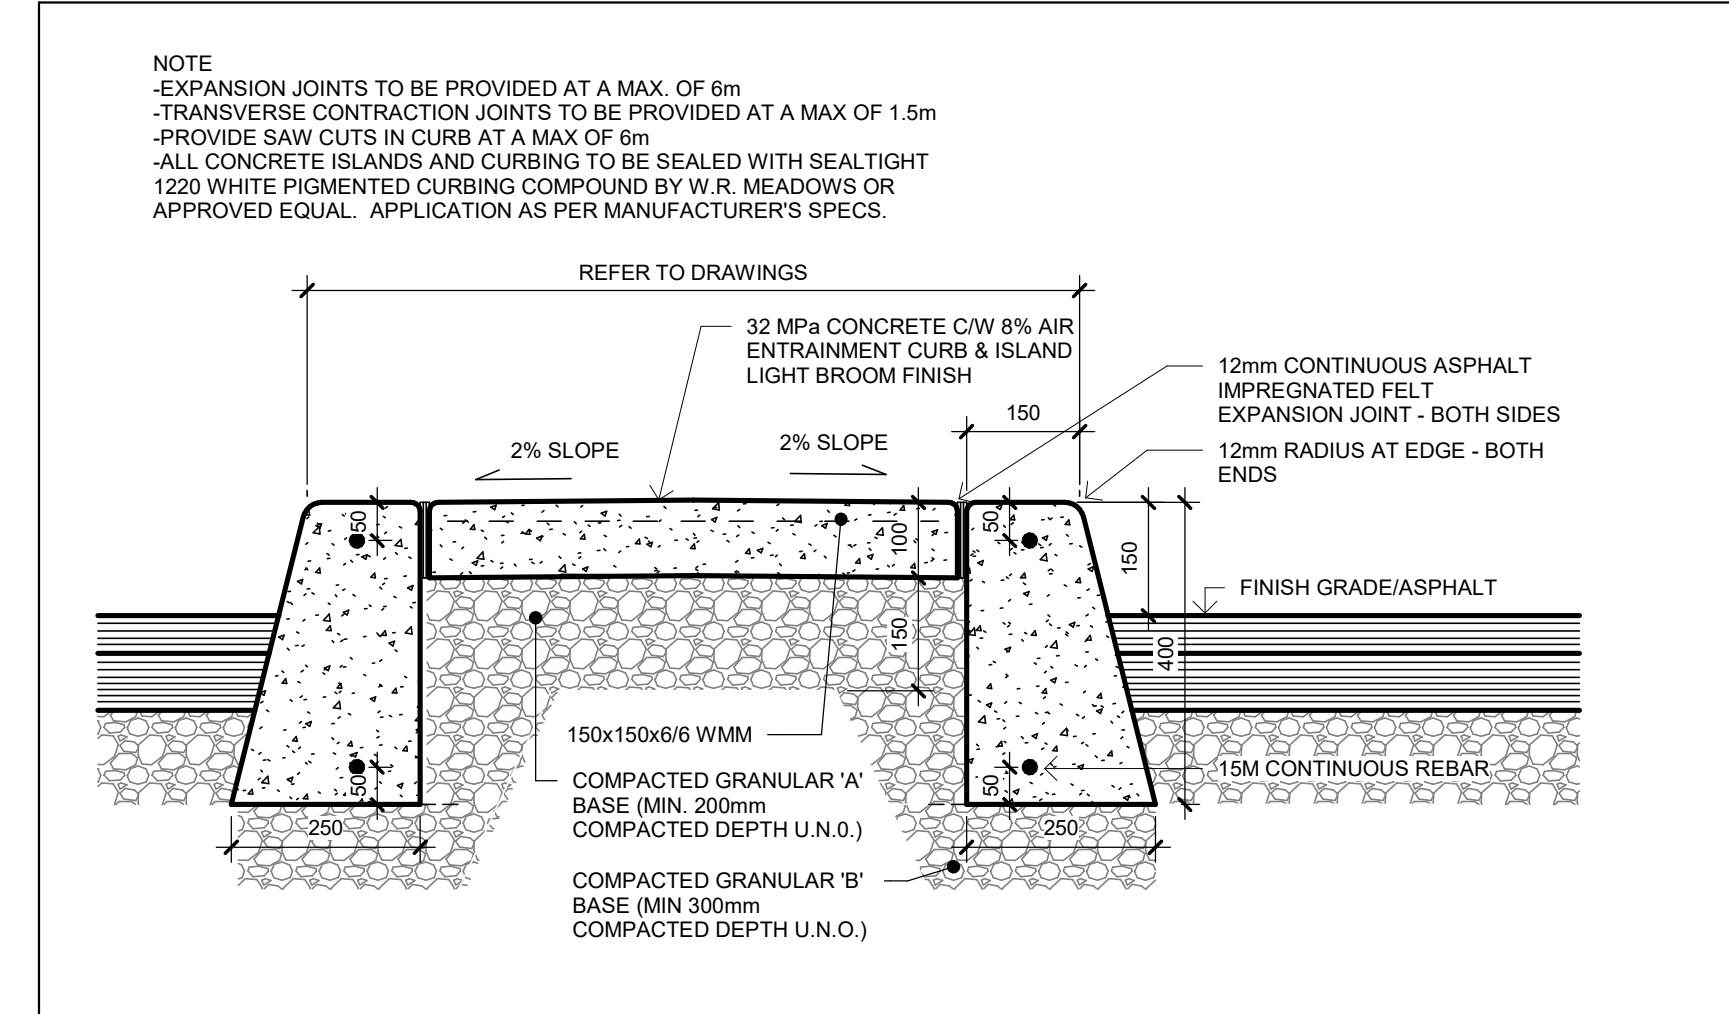 NOTE
-EXPANSION JOINTS TO BE PROVIDED AT A MAX. OF 6m
-TRANSVERSE CONTRACTION JOINTS TO BE PROVIDED AT A MAX OF 1.5m
-PROVIDE SAW CUTS IN CURB AT A MAX OF 6m
-ALL CONCRETE ISLANDS AND CURBING TO BE SEALED WITH SEALTIGHT
1220 WHITE PIGMENTED CURBING COMPOUND BY W.R. MEADOWS OR
APPROVED EQUAL.  APPLICATION AS PER MANUFACTURER'S SPECS.
REFER TO DRAWINGS
32 MPa CONCRETE C/W 8% AIR
ENTRAINMENT CURB & ISLAND
LIGHT BROOM FINISH
12mm CONTINUOUS ASPHALT
IMPREGNATED FELT
EXPANSION JOINT - BOTH SIDES
150
2% SLOPE
2% SLOPE
12mm RADIUS AT EDGE - BOTH
ENDS
50
100
50
150
FINISH GRADE/ASPHALT
150
400
150x150x6/6 WMM
15M CONTINUOUS REBAR
COMPACTED GRANULAR 'A'
BASE (MIN. 200mm
COMPACTED DEPTH U.N.0.)
50
50
250
250
COMPACTED GRANULAR 'B'
BASE (MIN 300mm
COMPACTED DEPTH U.N.O.)